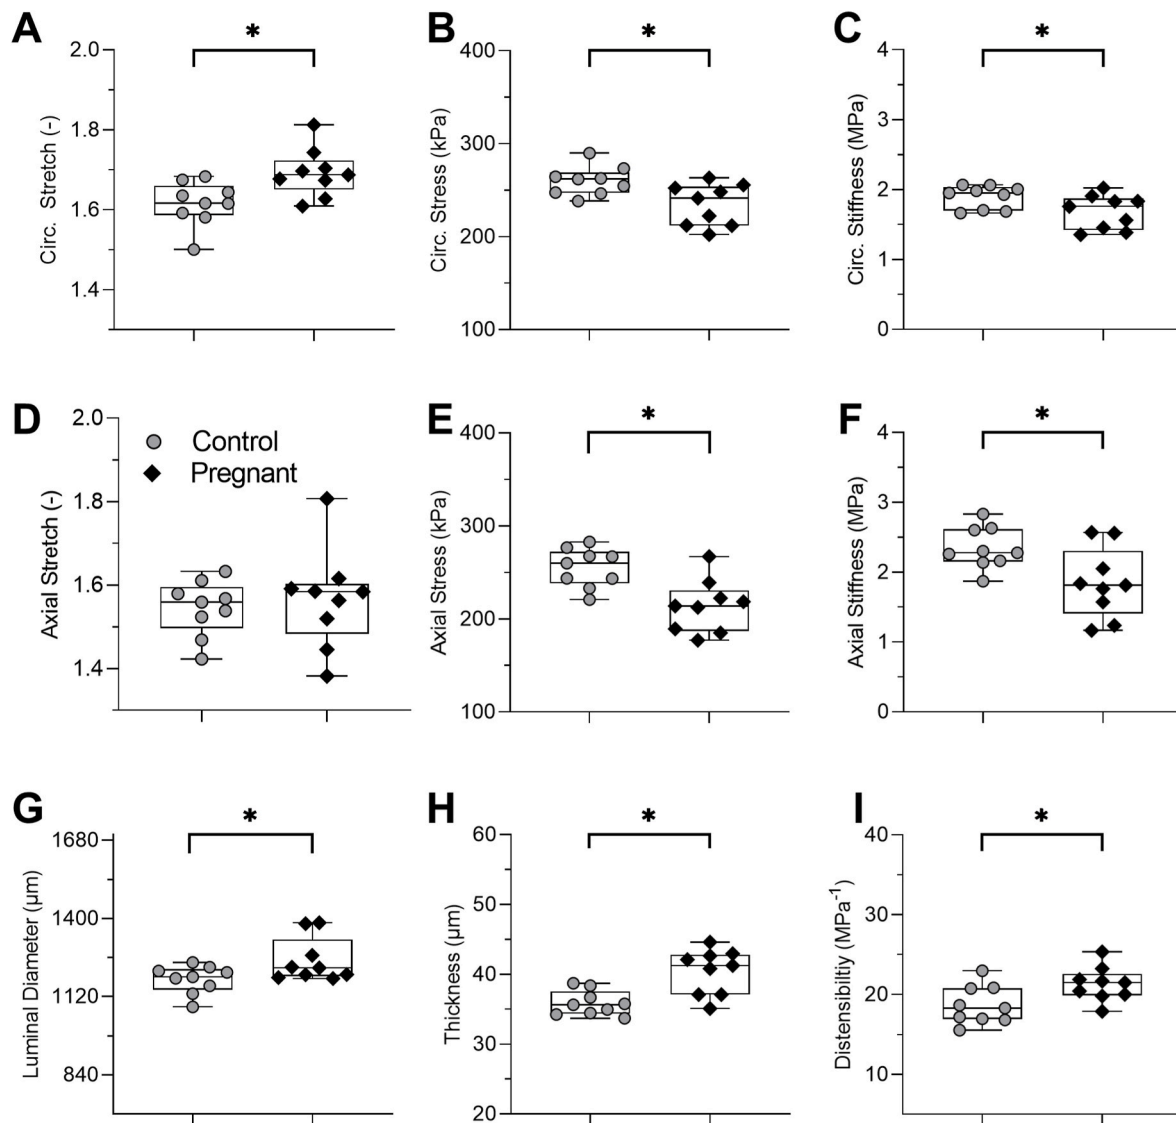 A
Circ. Stretch (-)
2.0
1.8
1.6
1.4
*
B
Circ. Stress (kPa)
400
300
200
100
*
C
Circ. Stiffness (MPa)
4
3
2
1
0
*
D
Axial Stretch (-)
2.0
1.8
1.6
1.4
Control
Pregnant
E
Axial Stress (kPa)
400
300
200
100
*
F
Axial Stiffness (MPa)
4
3
2
1
0
*
G
Luminal Diameter (μm)
1680
1400
1120
840
*
H
Thickness (μm)
60
50
40
30
20
*
I
Distensibiltiy (MPa⁻¹)
40
30
20
10
*